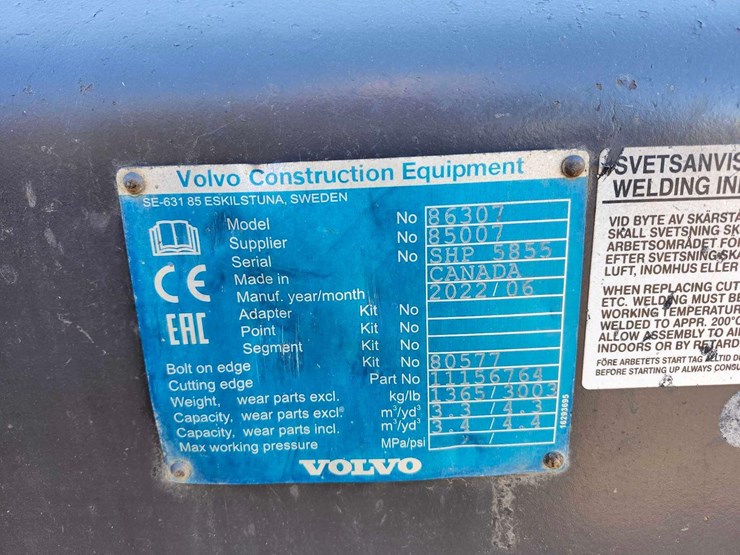 Volvo Construction Equipment
SE-631 85 ESKILSTUNA, SWEDEN
Model No 86307
Supplier No 85007
Serial No SHP 5855
Made in CANADA
Manuf. year/month 2022/06
Adapter Kit No
Point Kit No
Segment Kit No
Bolt on edge Kit No 80577
Cutting edge Part No 11156764
Weight, wear parts excl. kg/lb 1365/3003
Capacity, wear parts excl. m³/yd³ 3.3 / 4.3
Capacity, wear parts incl. m³/yd³ 3.4 / 4.4
Max working pressure MPa/psi /
CE
EAC
VOLVO
16293695
SVETSANVIS
WELDING IN
VID BYTE AV SKÄRSTÅ
SKALL SVETSNING SK
ARBETSOMRÅDET FÖ
EFTER SVETSNING SKA
LUFT, INOMHUS ELLER
WHEN REPLACING CUT
ETC. WELDING MUST BE
WORKING TEMPERATUR
WELDED TO APPR. 200°C
ALLOW ASSEMBLY TO AI
INDOORS OR BY RETARD
FÖRE ARBETETS START TAG ALLTID D
BEFORE STARTING UP ALWAYS CONSU